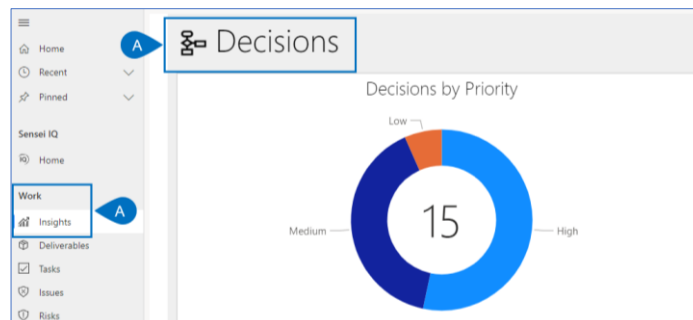 Home
Recent
Pinned
Sensei IQ
Home
Work
Insights
Deliverables
Tasks
Issues
Risks
A
A
Decisions
Decisions by Priority
Low
Medium
High
15